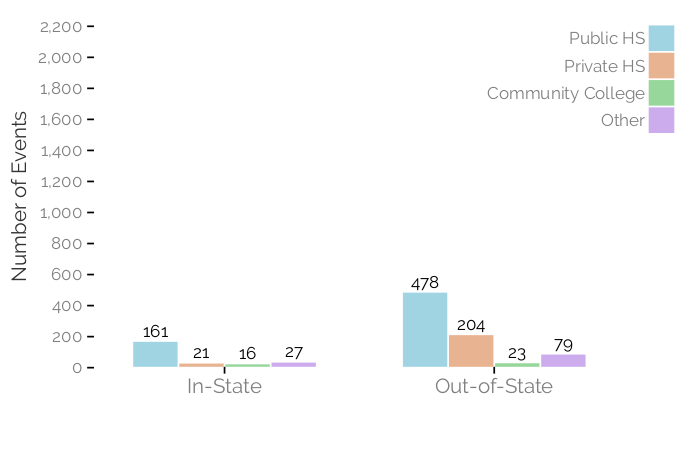 Number of Events
2,200
2,000
1,800
1,600
1,400
1,200
1,000
800
600
400
200
0
Public HS
Private HS
Community College
Other
161
21
16
27
478
204
23
79
In-State
Out-of-State